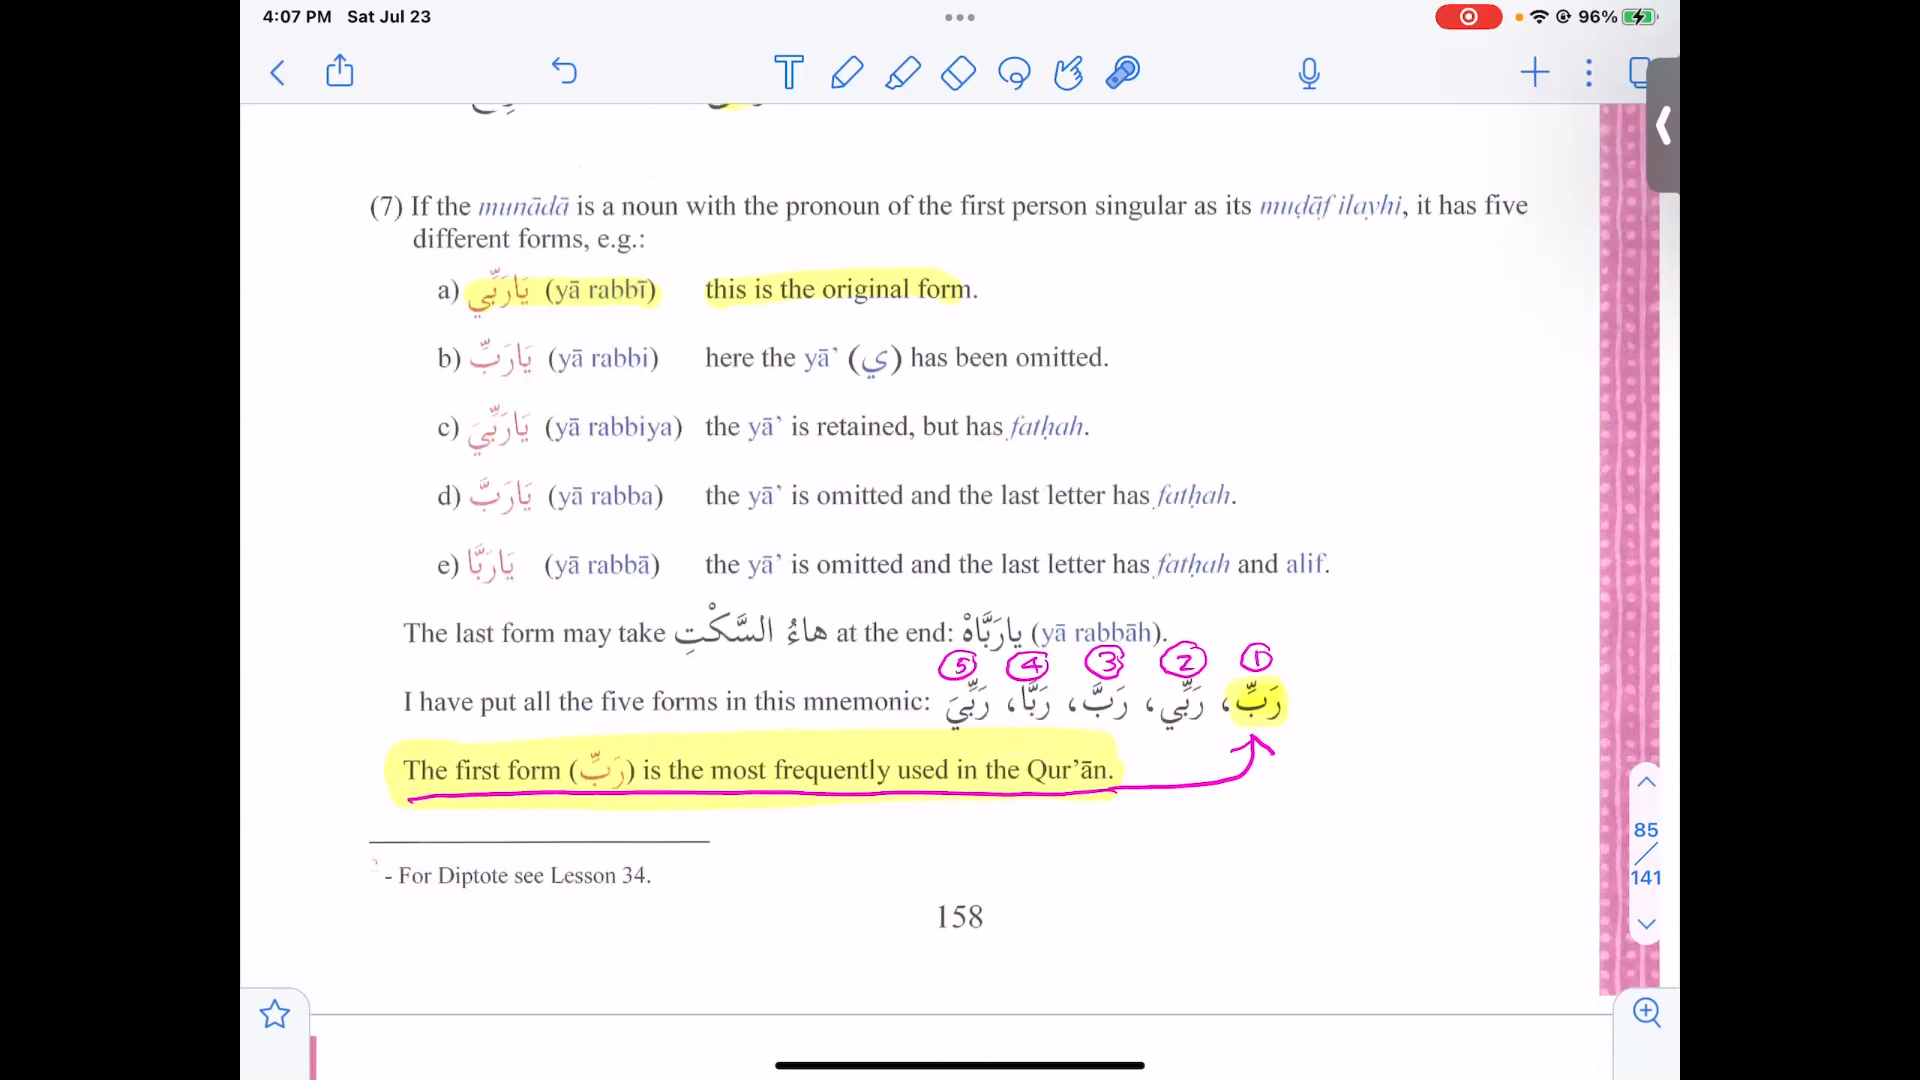 4:07 PM Sat Jul 23
96%
(7) If the munādā is a noun with the pronoun of the first person singular as its muḍāf ilayhi, it has five
different forms, e.g.:
a) يَارَبِّي (yā rabbī) this is the original form.
b) يَارَبِّ (yā rabbi) here the yā’ (ي) has been omitted.
c) يَارَبِّيَ (yā rabbiya) the yā’ is retained, but has fatḥah.
d) يَارَبَّ (yā rabba) the yā’ is omitted and the last letter has fatḥah.
e) يَارَبَّا (yā rabbā) the yā’ is omitted and the last letter has fatḥah and alif.
The last form may take هاءُ السَّكْتِ at the end: يارَبَّاهْ (yā rabbāh).
5 4 3 2 1
I have put all the five forms in this mnemonic: رَبِّ، رَبِّي، رَبَّ، رَبَّا، رَبِّيَ
The first form (رَبِّ) is the most frequently used in the Qur’ān.
85
141
- For Diptote see Lesson 34.
158